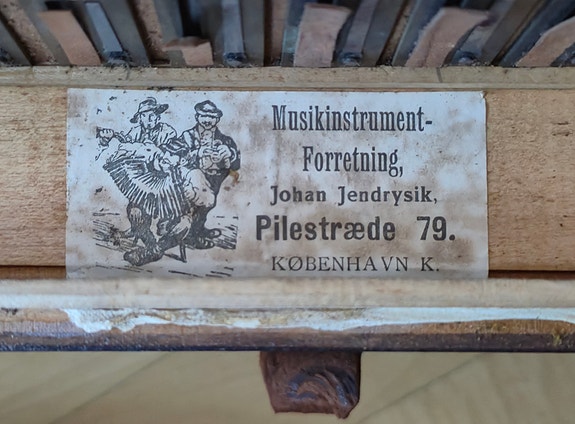 Musikinstrument-
Forretning,
Johan Jendrysik,
Pilestræde 79.
KØBENHAVN K.